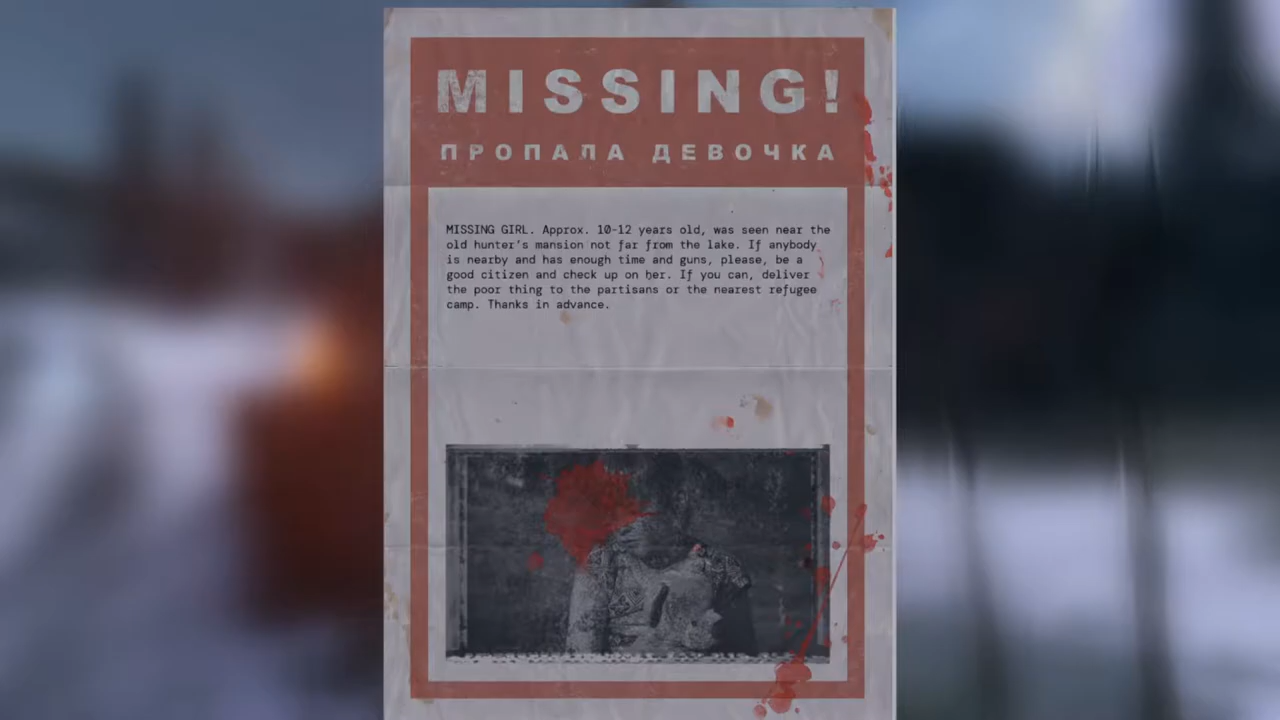 MISSING!
ПРОПАЛА ДЕВОЧКА
MISSING GIRL. Approx. 10-12 years old, was seen near the
old hunter's mansion not far from the lake. If anybody
is nearby and has enough time and guns, please, be a
good citizen and check up on her. If you can, deliver
the poor thing to the partisans or the nearest refugee
camp. Thanks in advance.